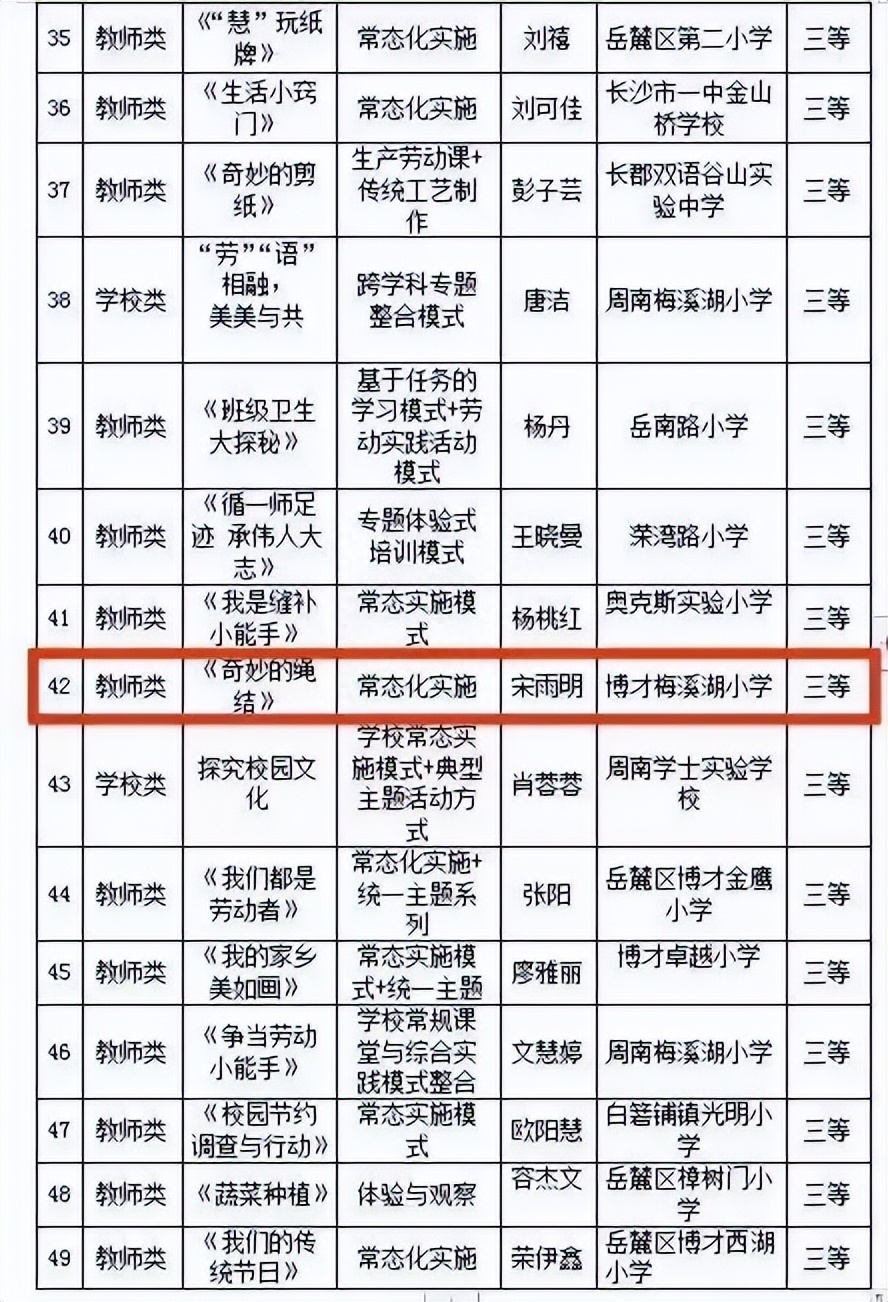 35 教师类 《“慧”玩纸牌》 常态化实施 刘禧 岳麓区第二小学 三等
36 教师类 《生活小窍门》 常态化实施 刘可佳 长沙市一中金山桥学校 三等
37 教师类 《奇妙的剪纸》 生产劳动课+传统工艺制作 彭子芸 长郡双语谷山实验中学 三等
38 学校类 “劳”“语”相融，美美与共 跨学科专题整合模式 唐洁 周南梅溪湖小学 三等
39 教师类 《班级卫生大探秘》 基于任务的学习模式+劳动实践活动模式 杨丹 岳南路小学 三等
40 教师类 《循一师足迹 承伟人大志》 专题体验式培训模式 王晓曼 荣湾路小学 三等
41 教师类 《我是缝补小能手》 常态实施模式 杨桃红 奥克斯实验小学 三等
42 教师类 《奇妙的绳结》 常态化实施 宋雨明 博才梅溪湖小学 三等
43 学校类 探究校园文化 学校常态实施模式+典型主题活动方式 肖蓉蓉 周南学士实验学校 三等
44 教师类 《我们都是劳动者》 常态化实施+统一主题系列 张阳 岳麓区博才金鹰小学 三等
45 教师类 《我的家乡美如画》 常态实施模式+统一主题 廖雅丽 博才卓越小学 三等
46 教师类 《争当劳动小能手》 学校常规课堂与综合实践模式整合 文慧婷 周南梅溪湖小学 三等
47 教师类 《校园节约调查与行动》 常态实施模式 欧阳慧 白箬铺镇光明小学 三等
48 教师类 《蔬菜种植》 体验与观察 容杰文 岳麓区樟树门小学 三等
49 教师类 《我们的传统节日》 常态化实施 荣伊鑫 岳麓区博才西湖小学 三等